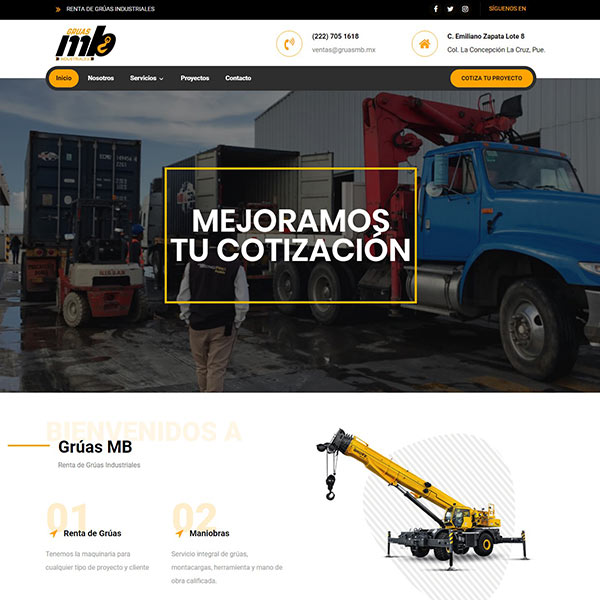 RENTA DE GRÚAS INDUSTRIALES
SÍGUENOS EN
GRUAS
mb
INDUSTRIALES
(222) 705 1618
ventas@gruasmb.mx
C. Emiliano Zapata Lote 8
Col. La Concepción La Cruz, Pue.
Inicio Nosotros Servicios Proyectos Contacto
COTIZA TU PROYECTO
MEJORAMOS
TU COTIZACIÓN
BIENVENIDOS A
Grúas MB
Renta de Grúas Industriales
01
Renta de Grúas
Tenemos la maquinaria para
cualquier tipo de proyecto y cliente
02
Maniobras
Servicio integral de grúas,
montacargas, herramienta y mano de
obra calificada.